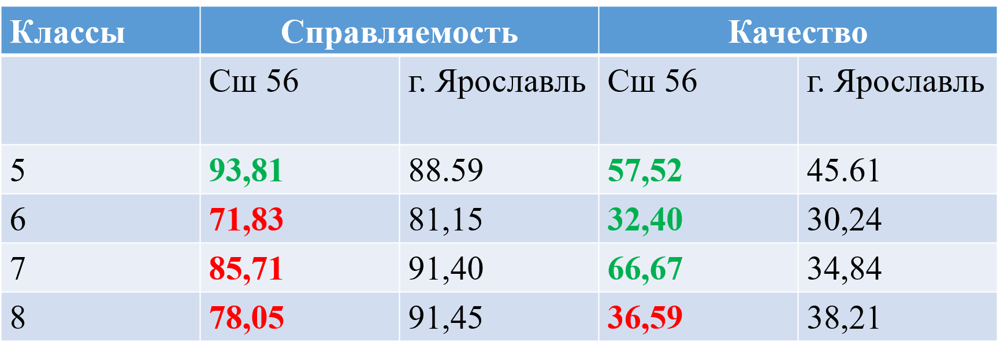 Классы Справляемость Качество
Сш 56 г. Ярославль Сш 56 г. Ярославль
5 93,81 88.59 57,52 45.61
6 71,83 81,15 32,40 30,24
7 85,71 91,40 66,67 34,84
8 78,05 91,45 36,59 38,21